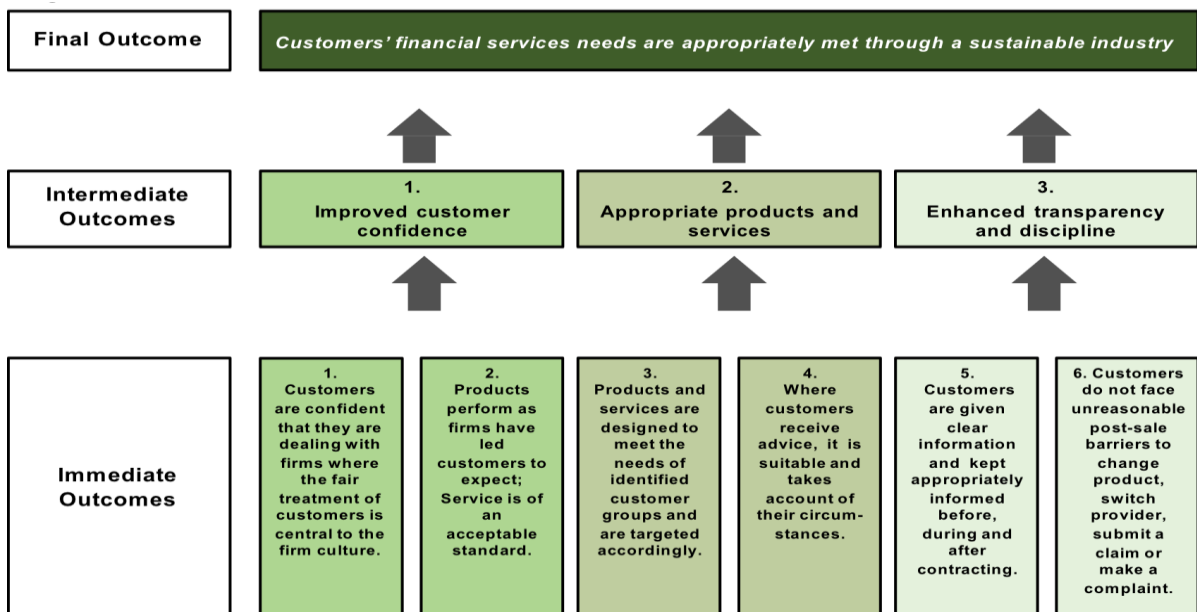 Final Outcome
Customers' financial services needs are appropriately met through a sustainable industry
Intermediate
Outcomes
1.
Improved customer
confidence
2.
Appropriate products and
services
3.
Enhanced transparency
and discipline
Immediate
Outcomes
1.
Customers
are confident
that they are
dealing with
firms where
the fair
treatment of
customers is
central to the
firm culture.
2.
Products
perform as
firms have
led
customers to
expect;
Service is of
an
acceptable
standard.
3.
Products and
services are
designed to
meet the
needs of
identified
customer
groups and
are targeted
accordingly.
4.
Where
customers
receive
advice, it is
suitable and
takes
account of
their circum-
stances.
5.
Customers
are given
clear
information
and kept
appropriately
informed
before,
during and
after
contracting.
6. Customers
do not face
unreasonable
post-sale
barriers to
change
product,
switch
provider,
submit a
claim or
make a
complaint.